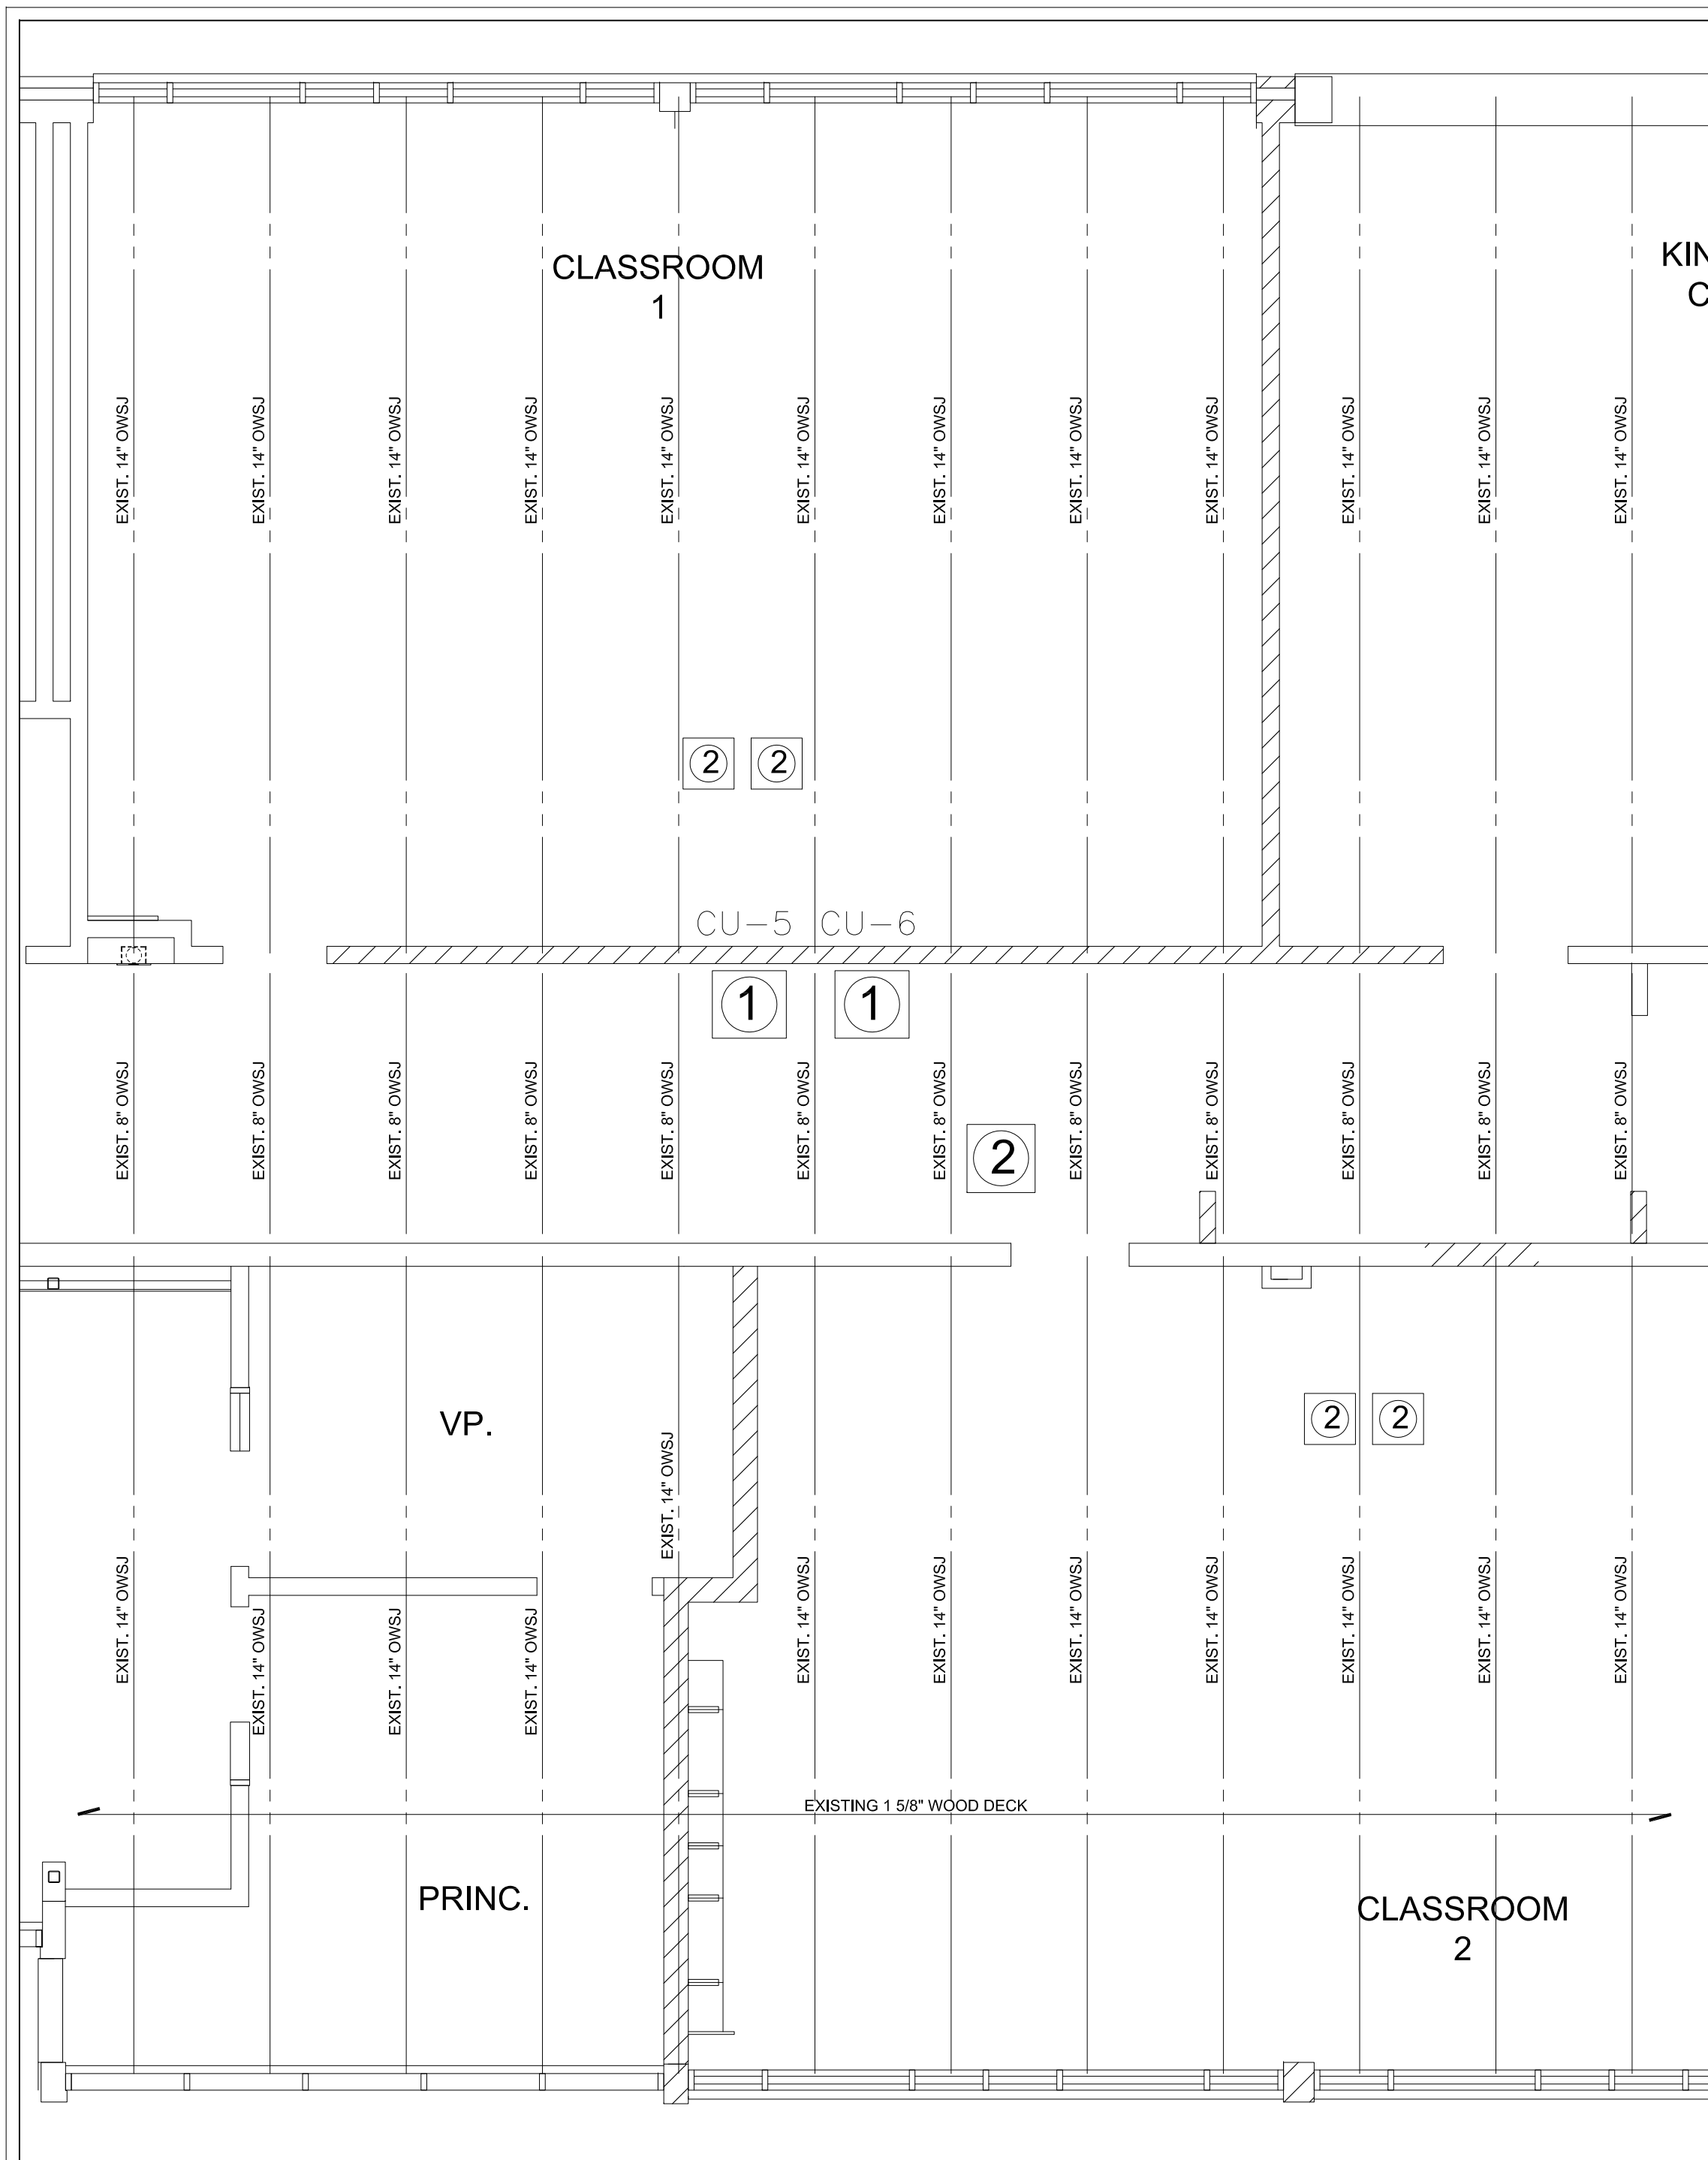 CLASSROOM
1
KIN
C
EXIST. 14" OWSJ
EXIST. 14" OWSJ
EXIST. 14" OWSJ
EXIST. 14" OWSJ
EXIST. 14" OWSJ
EXIST. 14" OWSJ
EXIST. 14" OWSJ
EXIST. 14" OWSJ
EXIST. 14" OWSJ
EXIST. 14" OWSJ
EXIST. 14" OWSJ
EXIST. 14" OWSJ
2
2
CU-5
CU-6
1
1
EXIST. 8" OWSJ
EXIST. 8" OWSJ
EXIST. 8" OWSJ
EXIST. 8" OWSJ
EXIST. 8" OWSJ
EXIST. 8" OWSJ
EXIST. 8" OWSJ
EXIST. 8" OWSJ
EXIST. 8" OWSJ
EXIST. 8" OWSJ
EXIST. 8" OWSJ
EXIST. 8" OWSJ
2
VP.
2
2
EXIST. 14" OWSJ
EXIST. 14" OWSJ
EXIST. 14" OWSJ
EXIST. 14" OWSJ
EXIST. 14" OWSJ
EXIST. 14" OWSJ
EXIST. 14" OWSJ
EXIST. 14" OWSJ
EXIST. 14" OWSJ
EXIST. 14" OWSJ
EXIST. 14" OWSJ
EXIST. 14" OWSJ
EXISTING 1 5/8" WOOD DECK
PRINC.
CLASSROOM
2